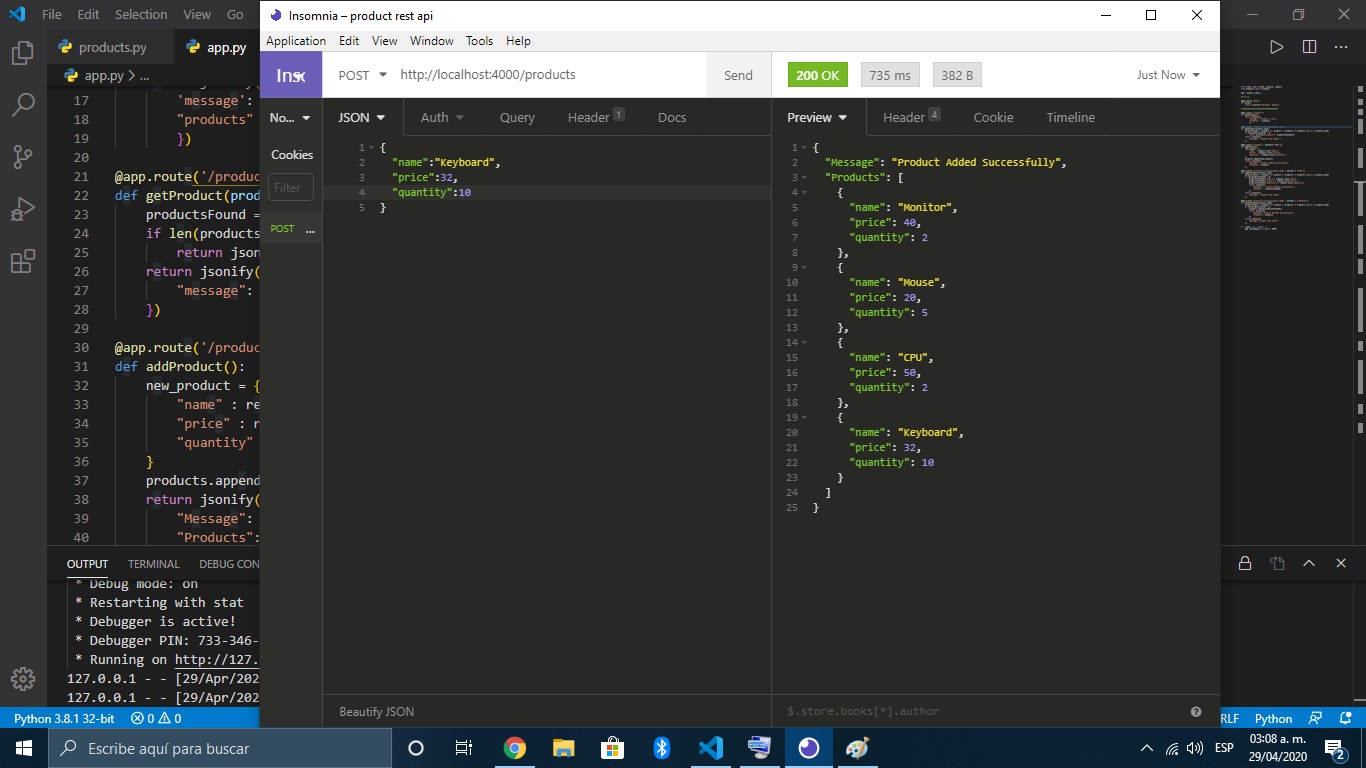 File Edit Selection View Go
Insomnia – product rest api
Application Edit View Window Tools Help
products.py
app.py
app.py > ...
Ins
POST http://localhost:4000/products Send
200 OK 735 ms 382 B Just Now
No...
Cookies
Filter
POST ...
JSON Auth Query Header 1 Docs
1 {
2 "name":"Keyboard",
3 "price":32,
4 "quantity":10
5 }
Beautify JSON
Preview Header 4 Cookie Timeline
1 {
2 "Message": "Product Added Successfully",
3 "Products": [
4 {
5 "name": "Monitor",
6 "price": 40,
7 "quantity": 2
8 },
9 {
10 "name": "Mouse",
11 "price": 20,
12 "quantity": 5
13 },
14 {
15 "name": "CPU",
16 "price": 50,
17 "quantity": 2
18 },
19 {
20 "name": "Keyboard",
21 "price": 32,
22 "quantity": 10
23 }
24 ]
25 }
$.store.books[*].author
17 'message':
18 "products"
19 })
20
21 @app.route('/produc
22 def getProduct(prod
23 productsFound =
24 if len(products
25 return json
26 return jsonify(
27 "message":
28 })
29
30 @app.route('/produc
31 def addProduct():
32 new_product = {
33 "name" : re
34 "price" : r
35 "quantity"
36 }
37 products.append
38 return jsonify(
39 "Message":
40 "Products":
OUTPUT TERMINAL DEBUG CON
* Debug mode: on
* Restarting with stat
* Debugger is active!
* Debugger PIN: 733-346-
* Running on http://127.
127.0.0.1 - - [29/Apr/202
127.0.0.1 - - [29/Apr/202
Python 3.8.1 32-bit 0 0
RLF Python
Escribe aquí para buscar
ESP
03:08 a. m.
29/04/2020
2